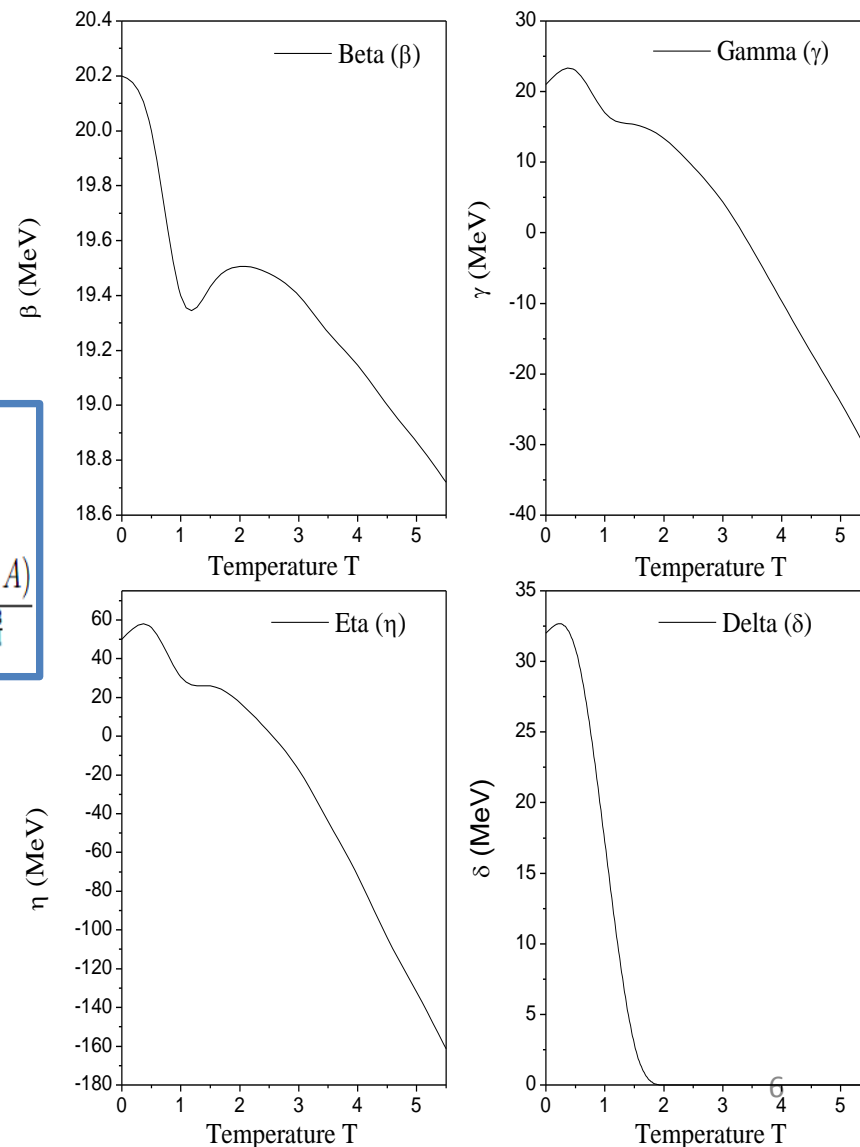 20.4
20.2
20.0
19.8
19.6
19.4
19.2
19.0
18.8
18.6
β (MeV)
Beta (β)
0 1 2 3 4 5
Temperature T
30
20
10
0
-10
-20
-30
-40
γ (MeV)
Gamma (γ)
0 1 2 3 4 5
Temperature T
A)
60
40
20
0
-20
-40
-60
-80
-100
-120
-140
-160
-180
η (MeV)
Eta (η)
0 1 2 3 4 5
Temperature T
35
30
25
20
15
10
5
0
δ (MeV)
Delta (δ)
0 1 2 3 4 5
Temperature T
6